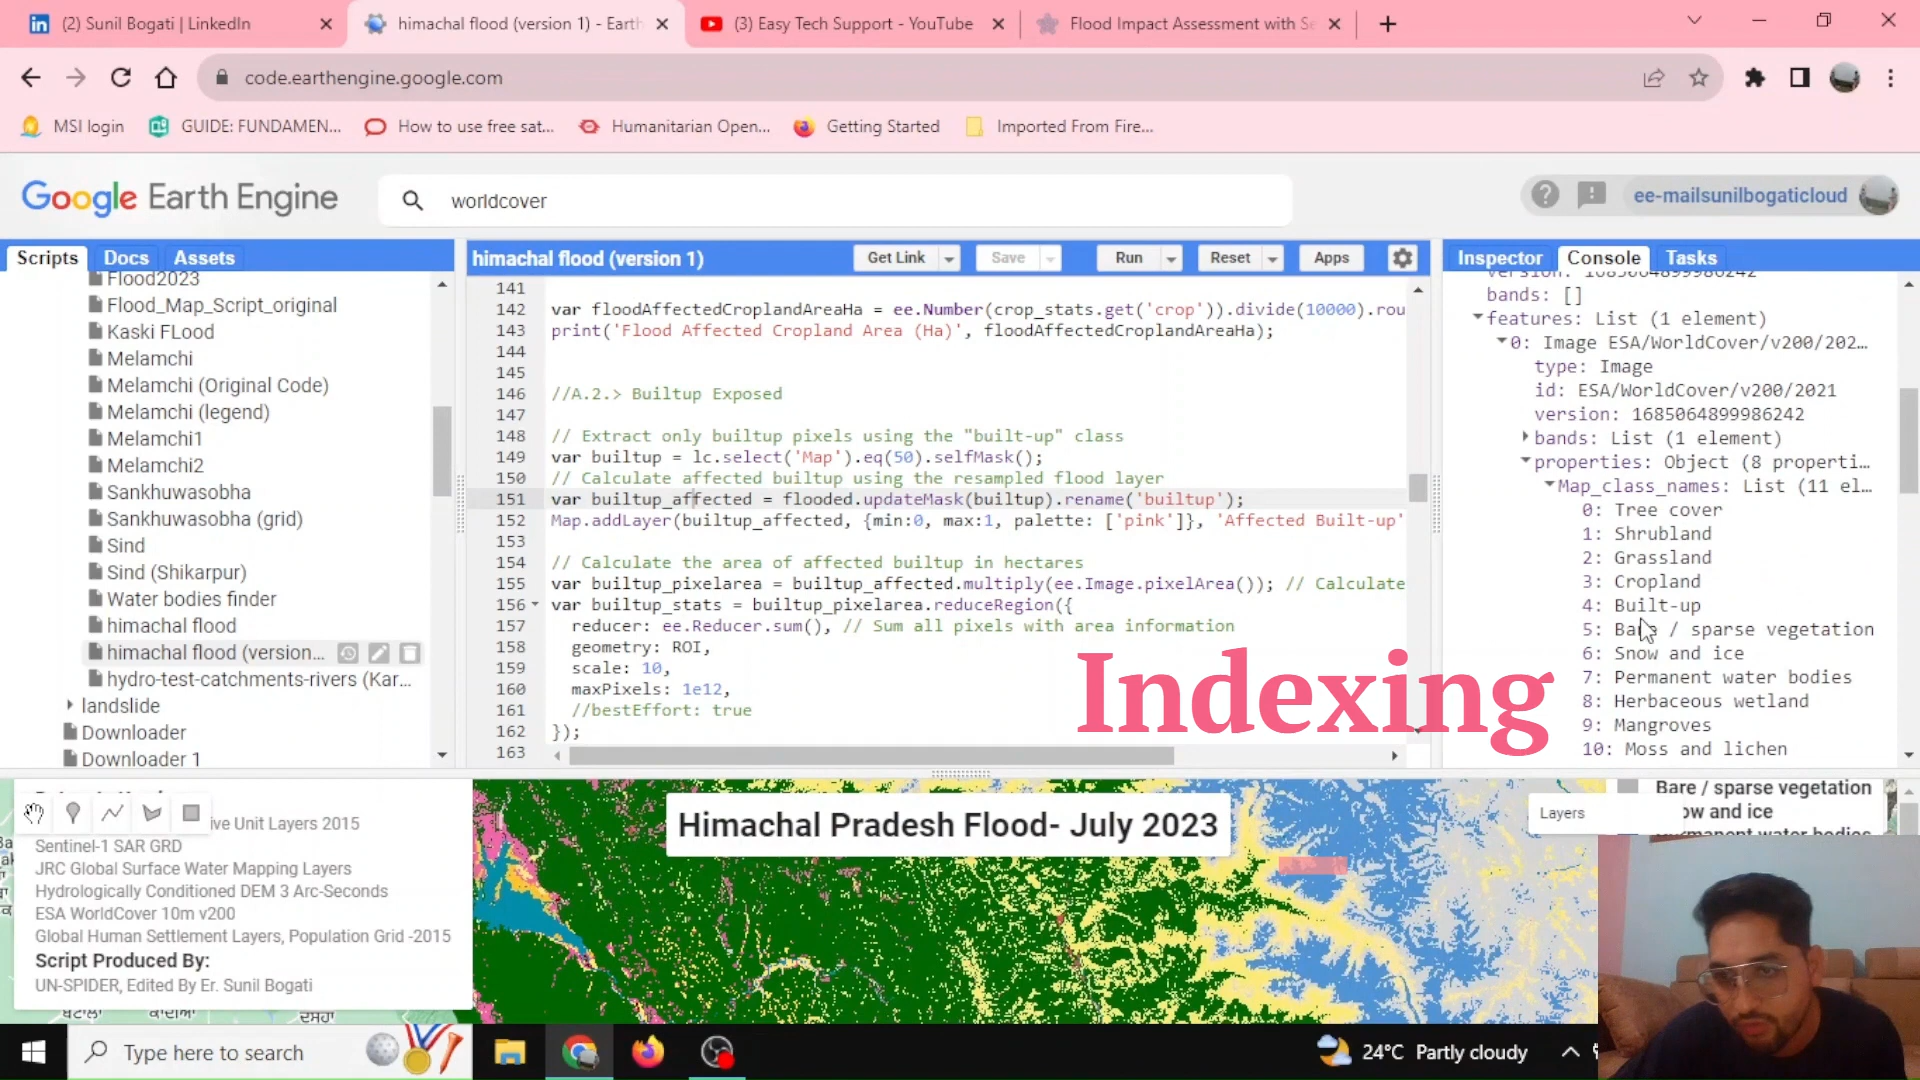 (2) Sunil Bogati | LinkedIn
himachal flood (version 1) - Earth
(3) Easy Tech Support - YouTube
Flood Impact Assessment with Se
code.earthengine.google.com
MSI login
GUIDE: FUNDAMEN...
How to use free sat...
Humanitarian Open...
Getting Started
Imported From Fire...
Google Earth Engine
worldcover
ee-mailsunilbogaticloud
Scripts
Docs
Assets
Flood2023
Flood_Map_Script_original
Kaski FLood
Melamchi
Melamchi (Original Code)
Melamchi (legend)
Melamchi1
Melamchi2
Sankhuwasobha
Sankhuwasobha (grid)
Sind
Sind (Shikarpur)
Water bodies finder
himachal flood
himachal flood (version...
hydro-test-catchments-rivers (Kar...
landslide
Downloader
Downloader 1
himachal flood (version 1)
Get Link
Save
Run
Reset
Apps
141
142 var floodAffectedCroplandAreaHa = ee.Number(crop_stats.get('crop')).divide(10000).rou
143 print('Flood Affected Cropland Area (Ha)', floodAffectedCroplandAreaHa);
144
145
146 //A.2.> Builtup Exposed
147
148 // Extract only builtup pixels using the "built-up" class
149 var builtup = lc.select('Map').eq(50).selfMask();
150 // Calculate affected builtup using the resampled flood layer
151 var builtup_affected = flooded.updateMask(builtup).rename('builtup');
152 Map.addLayer(builtup_affected, {min:0, max:1, palette: ['pink']}, 'Affected Built-up'
153
154 // Calculate the area of affected builtup in hectares
155 var builtup_pixelarea = builtup_affected.multiply(ee.Image.pixelArea()); // Calculate
156 var builtup_stats = builtup_pixelarea.reduceRegion({
157 reducer: ee.Reducer.sum(), // Sum all pixels with area information
158 geometry: ROI,
159 scale: 10,
160 maxPixels: 1e12,
161 //bestEffort: true
162 });
163
Indexing
Inspector
Console
Tasks
version: 1685064899986242
bands: []
features: List (1 element)
0: Image ESA/WorldCover/v200/202...
type: Image
id: ESA/WorldCover/v200/2021
version: 1685064899986242
bands: List (1 element)
properties: Object (8 properti...
Map_class_names: List (11 el...
0: Tree cover
1: Shrubland
2: Grassland
3: Cropland
4: Built-up
5: Bare / sparse vegetation
6: Snow and ice
7: Permanent water bodies
8: Herbaceous wetland
9: Mangroves
10: Moss and lichen
ive Unit Layers 2015
Sentinel-1 SAR GRD
JRC Global Surface Water Mapping Layers
Hydrologically Conditioned DEM 3 Arc-Seconds
ESA WorldCover 10m v200
Global Human Settlement Layers, Population Grid -2015
Script Produced By:
UN-SPIDER, Edited By Er. Sunil Bogati
Himachal Pradesh Flood- July 2023
Layers
Bare / sparse vegetation
ow and ice
Type here to search
24°C Partly cloudy